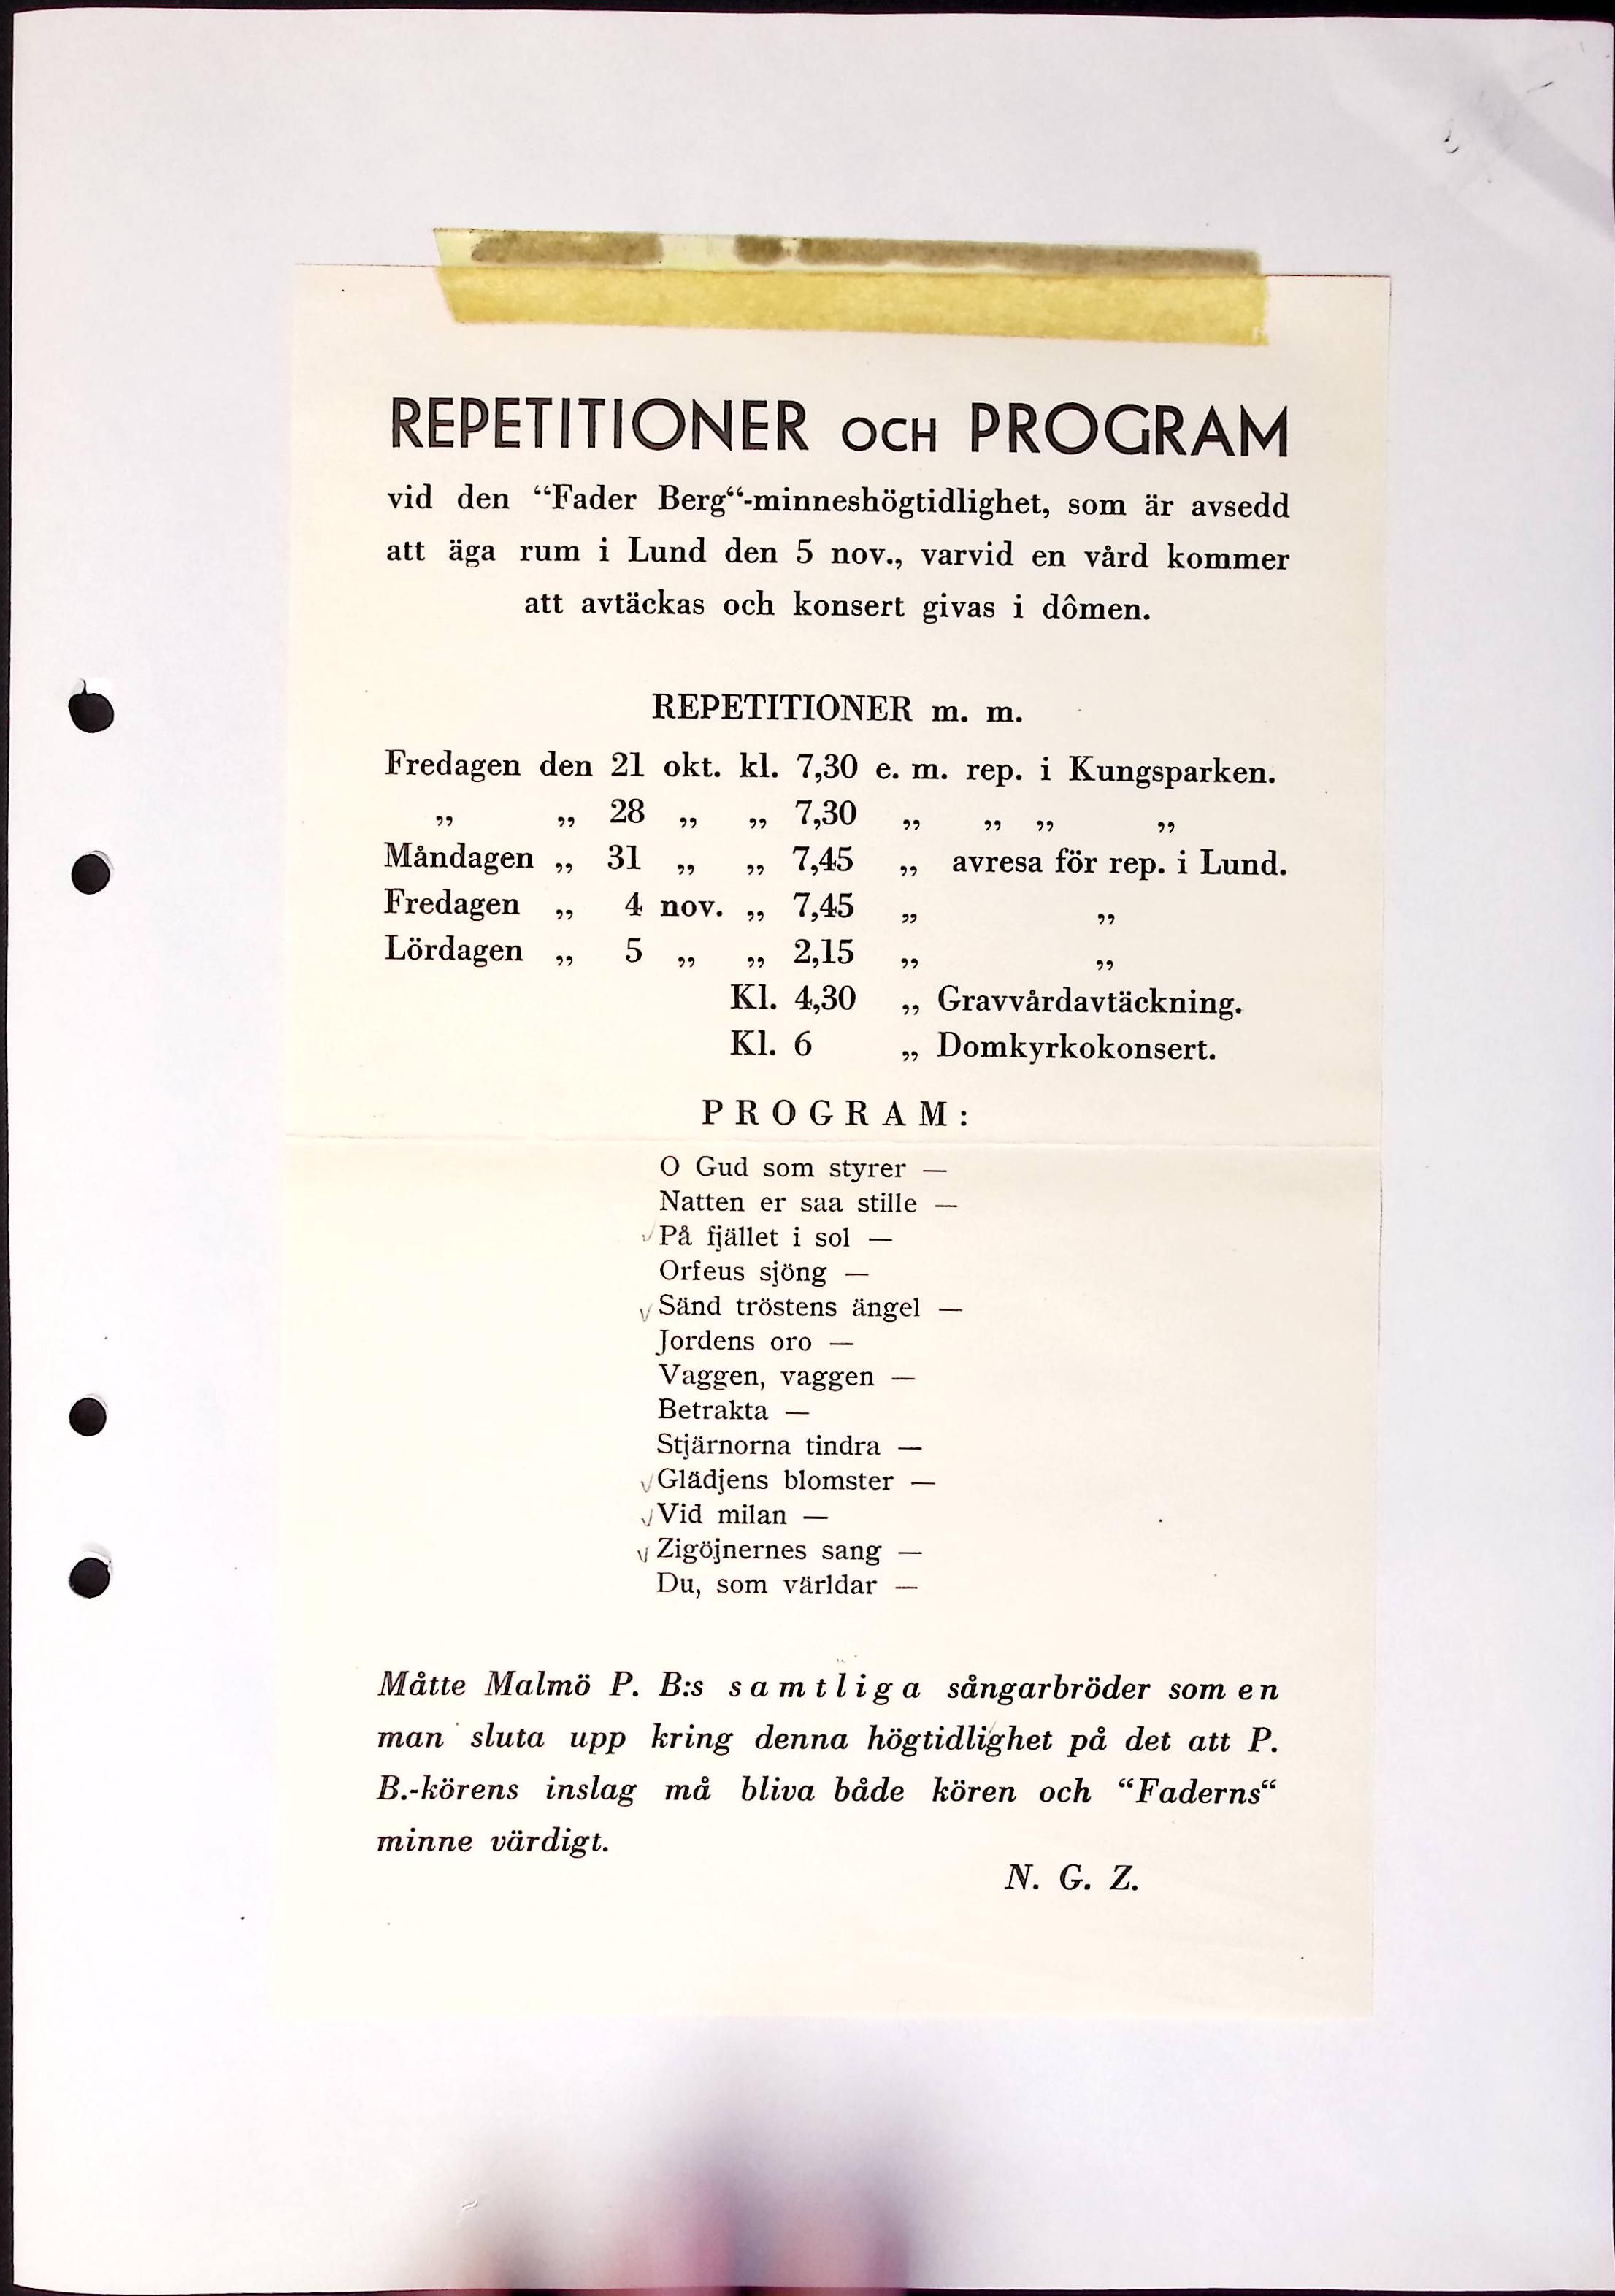 REPETITIONER OCH PROGRAM
vid den “Fader Berg“-minneshögtidlighet, som är avsedd
att äga rum i Lund den 5 nov., varvid en vård kommer
att avtäckas och konsert givas i dômen.
REPETITIONER m. m.
Fredagen den 21 okt. kl. 7,30 e. m. rep. i Kungsparken.
„ „ 28 „ „ 7,30 „ „ „ „
Måndagen „ 31 „ „ 7,45 „ avresa för rep. i Lund.
Fredagen „ 4 nov. „ 7,45 „ „
Lördagen „ 5 „ „ 2,15 „ „
Kl. 4,30 „ Gravvårdavtäckning.
Kl. 6 „ Domkyrkokonsert.
PROGRAM:
O Gud som styrer —
Natten er saa stille —
På fjället i sol —
Orfeus sjöng —
Sänd tröstens ängel —
Jordens oro —
Vaggen, vaggen —
Betrakta —
Stjärnorna tindra —
Glädjens blomster —
Vid milan —
Zigöjnernes sang —
Du, som världar —
Måtte Malmö P. B:s samtliga sångarbröder som en
man sluta upp kring denna högtidlighet på det att P.
B.-körens inslag må bliva både kören och “Faderns“
minne värdigt.
N. G. Z.